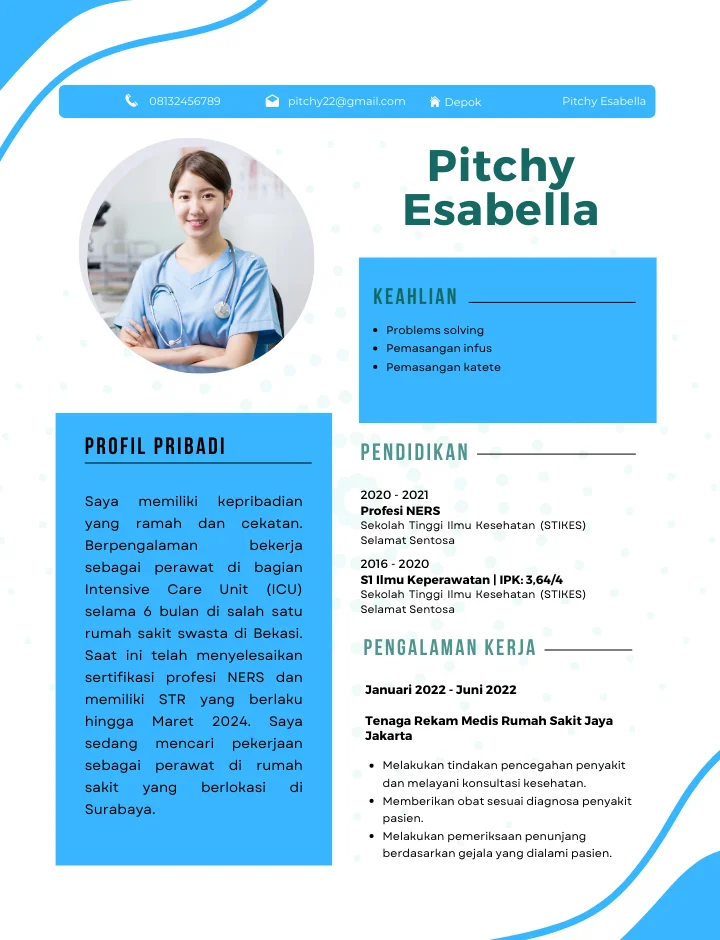 08132456789 pitchy22@gmail.com Depok Pitchy Esabella
Pitchy
Esabella
KEAHLIAN
• Problems solving
• Pemasangan infus
• Pemasangan katete
PROFIL PRIBADI
Saya memiliki kepribadian
yang ramah dan cekatan.
Berpengalaman bekerja
sebagai perawat di bagian
Intensive Care Unit (ICU)
selama 6 bulan di salah satu
rumah sakit swasta di Bekasi.
Saat ini telah menyelesaikan
sertifikasi profesi NERS dan
memiliki STR yang berlaku
hingga Maret 2024. Saya
sedang mencari pekerjaan
sebagai perawat di rumah
sakit yang berlokasi di
Surabaya.
PENDIDIKAN
2020 - 2021
Profesi NERS
Sekolah Tinggi Ilmu Kesehatan (STIKES)
Selamat Sentosa
2016 - 2020
S1 Ilmu Keperawatan | IPK: 3,64/4
Sekolah Tinggi Ilmu Kesehatan (STIKES)
Selamat Sentosa
PENGALAMAN KERJA
Januari 2022 - Juni 2022
Tenaga Rekam Medis Rumah Sakit Jaya
Jakarta
• Melakukan tindakan pencegahan penyakit
dan melayani konsultasi kesehatan.
• Memberikan obat sesuai diagnosa penyakit
pasien.
• Melakukan pemeriksaan penunjang
berdasarkan gejala yang dialami pasien.